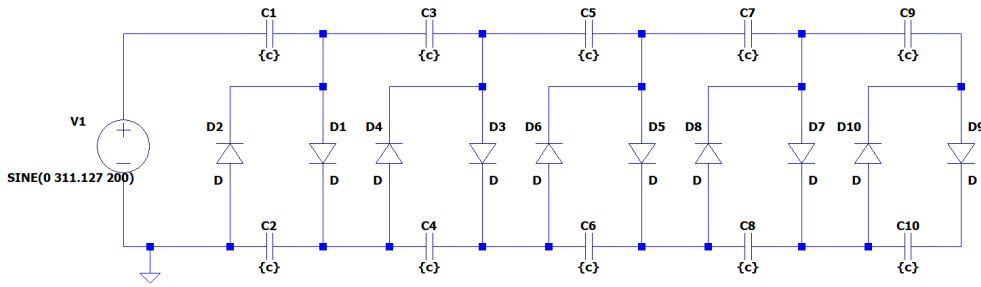 C1 C3 C5 C7 C9
{c} {c} {c} {c} {c}
V1 D2 D1 D4 D3 D6 D5 D8 D7 D10 D9
SINE(0 311.127 200) D D D D D D D D D D
C2 C4 C6 C8 C10
{c} {c} {c} {c} {c}